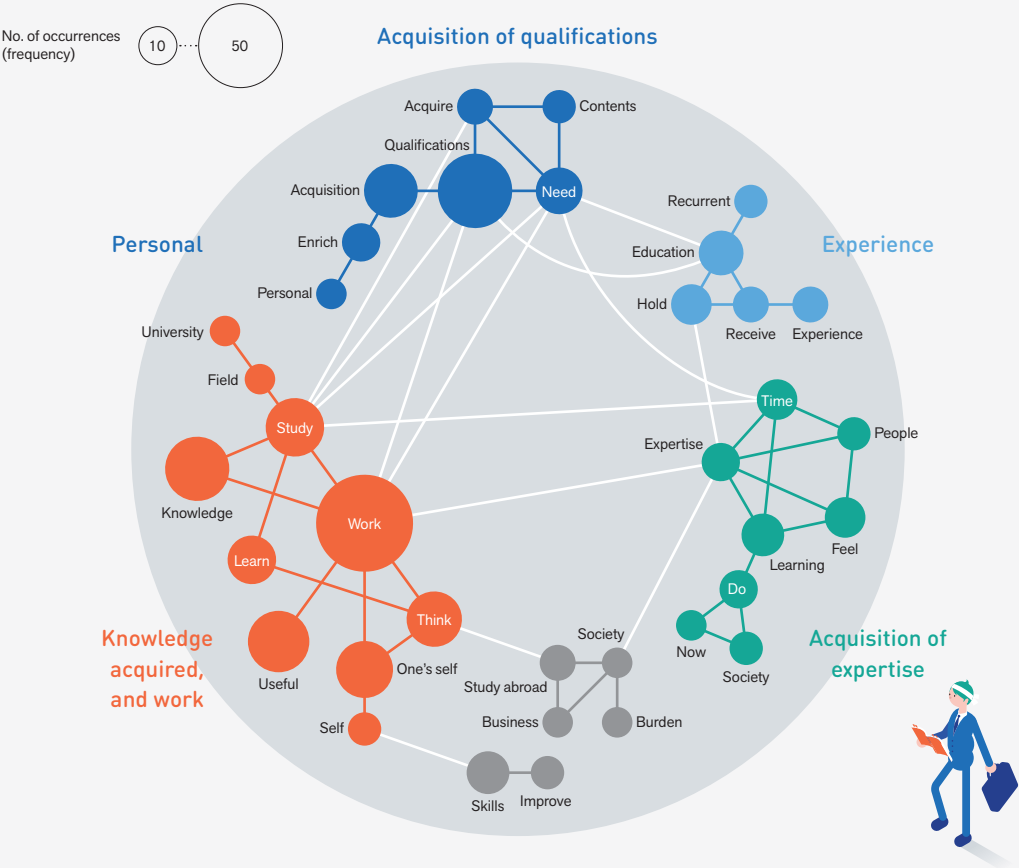 No. of occurrences
(frequency)
10
50
Acquisition of qualifications
Acquire
Contents
Qualifications
Acquisition
Need
Recurrent
Enrich
Personal
Education
Experience
Personal
Hold
Receive
Experience
University
Field
Study
Time
People
Expertise
Knowledge
Work
Feel
Learning
Learn
Do
Think
Knowledge
acquired,
and work
Useful
One's self
Society
Now
Society
Acquisition of
expertise
Study abroad
Self
Business
Burden
Skills
Improve